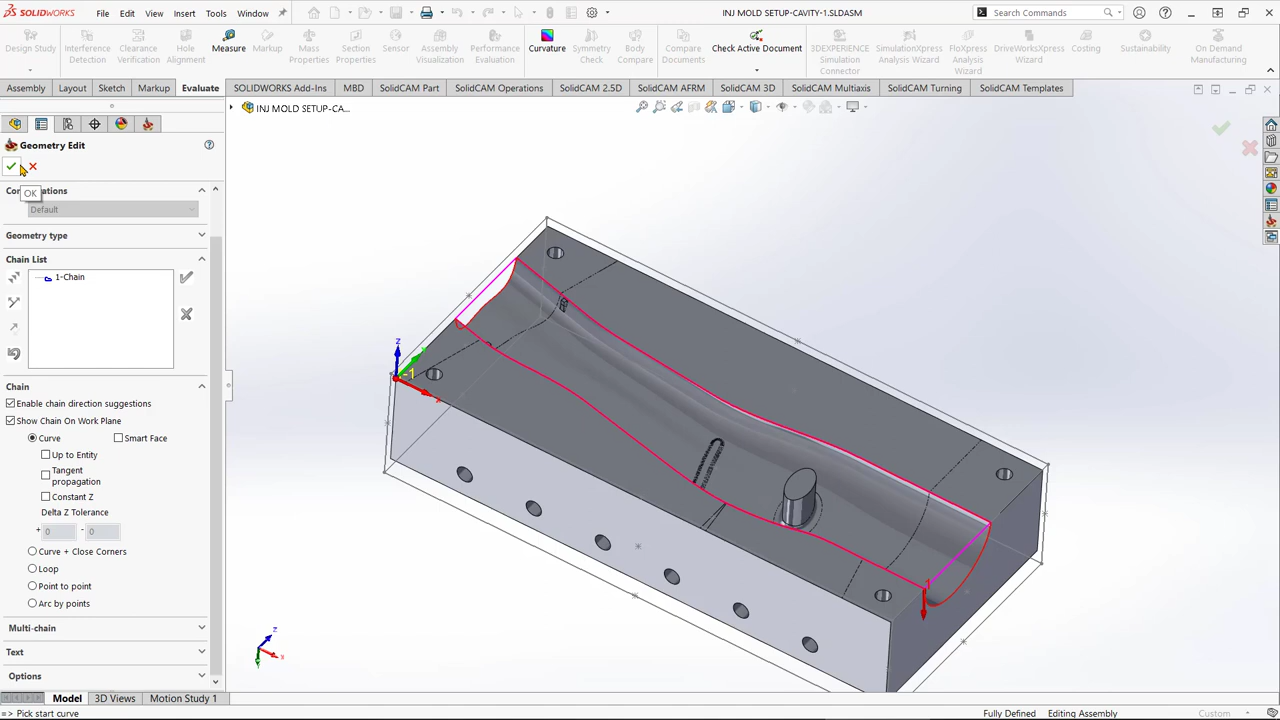 SOLIDWORKS File Edit View Insert Tools Window INJ MOLD SETUP-CAVITY-1.SLDASM Search Commands
Design Study Interference Detection Clearance Verification Hole Alignment Measure Markup Mass Properties Section Properties Sensor Assembly Visualization Performance Evaluation Curvature Symmetry Check Body Compare Compare Documents Check Active Document 3DEXPERIENCE Simulation Connector SimulationXpress Analysis Wizard FloXpress Analysis Wizard DriveWorksXpress Wizard Costing Sustainability On Demand Manufacturing
Assembly Layout Sketch Markup Evaluate SOLIDWORKS Add-Ins MBD SolidCAM Part SolidCAM Operations SolidCAM 2.5D SolidCAM AFRM SolidCAM 3D SolidCAM Multiaxis SolidCAM Turning SolidCAM Templates
INJ MOLD SETUP-CA...
Geometry Edit
OK
Default
Geometry type
Chain List
1-Chain
Chain
Enable chain direction suggestions
Show Chain On Work Plane
Curve Smart Face
Up to Entity
Tangent propagation
Constant Z
Delta Z Tolerance
+ 0 - 0
Curve + Close Corners
Loop
Point to point
Arc by points
Multi-chain
Text
Options
z
-1
x
1
z
x
Model 3D Views Motion Study 1
=> Pick start curve Fully Defined Editing Assembly Custom